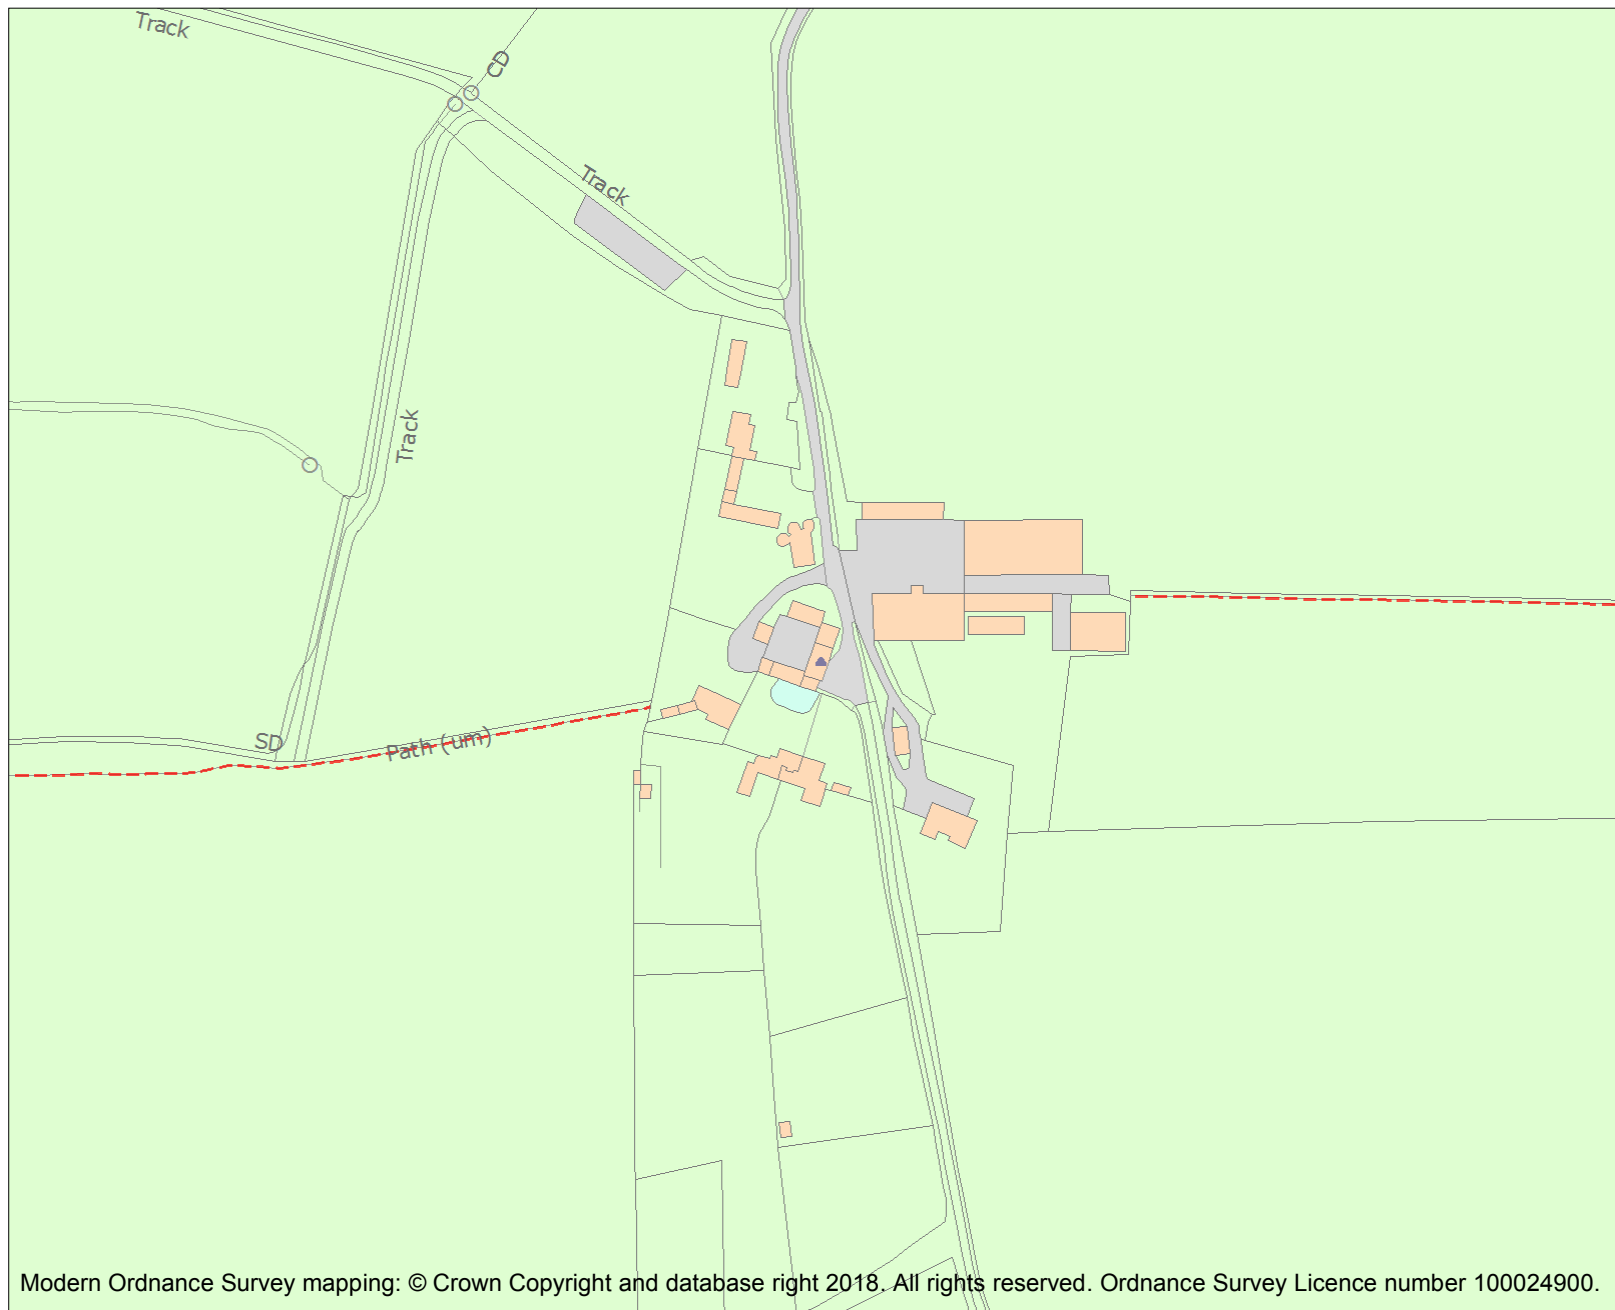 Track
CD
Track
Track
SD
Path (um)
Modern Ordnance Survey mapping: © Crown Copyright and database right 2018. All rights reserved. Ordnance Survey Licence number 100024900.